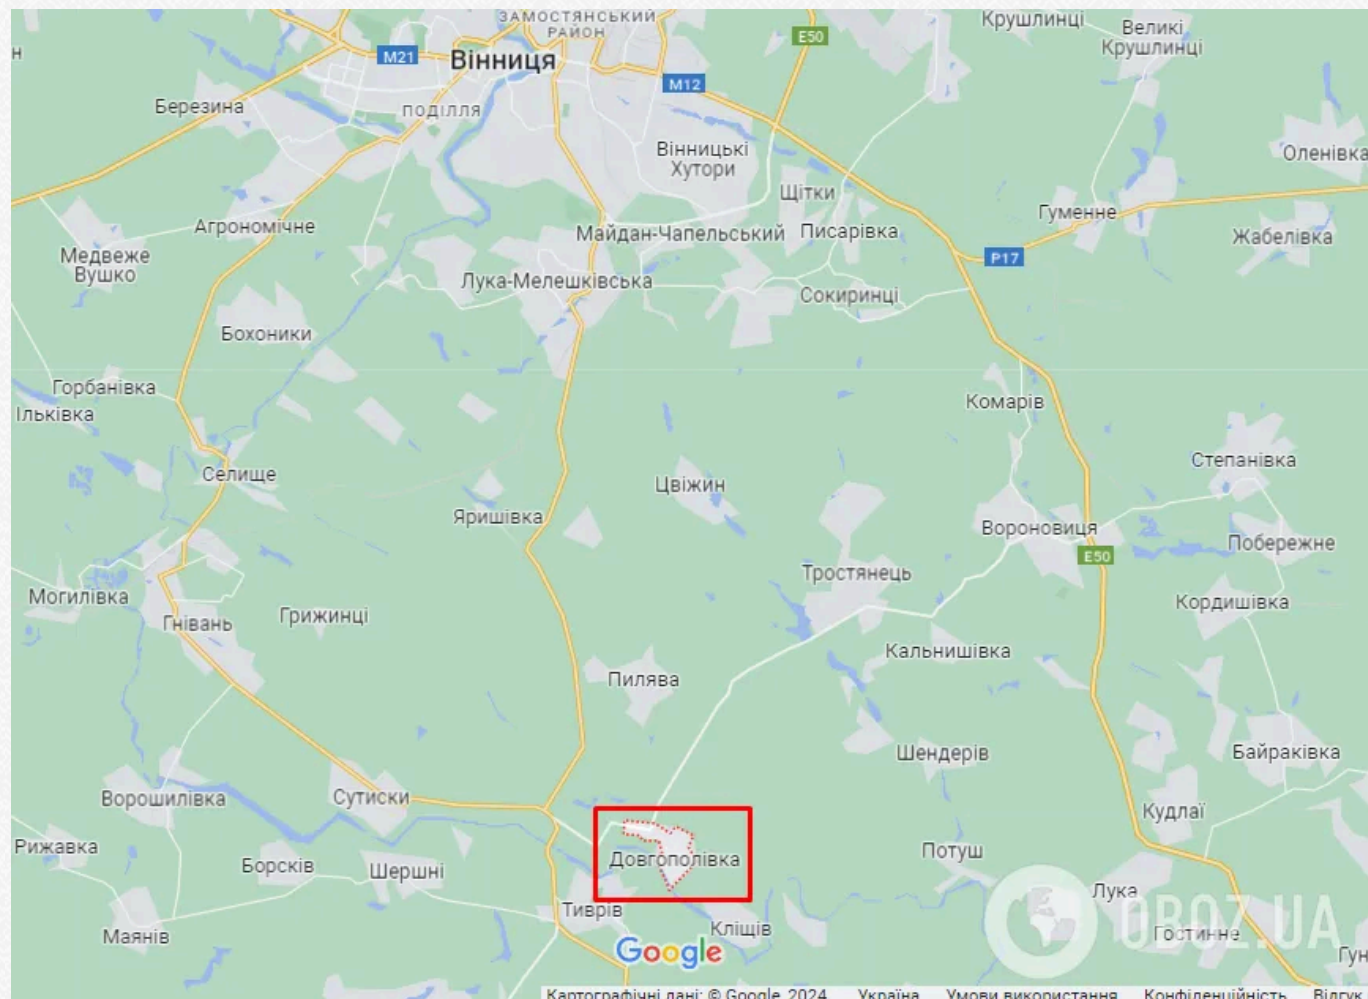 ЗАМОСТЯНСЬКИЙ
РАЙОН
Крушлинці
Великі
Крушлинці
E50
M21
Вінниця
M12
Березина
ПОДІЛЛЯ
Вінницькі
Хутори
Оленівка
Щітки
Гуменне
Агрономічне
Майдан-Чапельський
Писарівка
Жабелівка
Медвеже
Вушко
P17
Лука-Мелешківська
Сокиринці
Бохоники
Горбанівка
Ільківка
Комарів
Селище
Цвіжин
Степанівка
Яришівка
Вороновиця
Побережне
E50
Тростянець
Могилівка
Гнівань
Грижинці
Кордишівка
Кальнишівка
Пилява
Шендерів
Байраківка
Ворошилівка
Сутиски
Кудлаї
Рижавка
Борсків
Шершні
Довгополівка
Потуш
Лука
Тиврів
Кліщів
Маянів
Гостинне
OBOZ.UA
Google
Гун
Картографічні дані: © Google, 2024
Україна
Умови використання
Конфіденційність